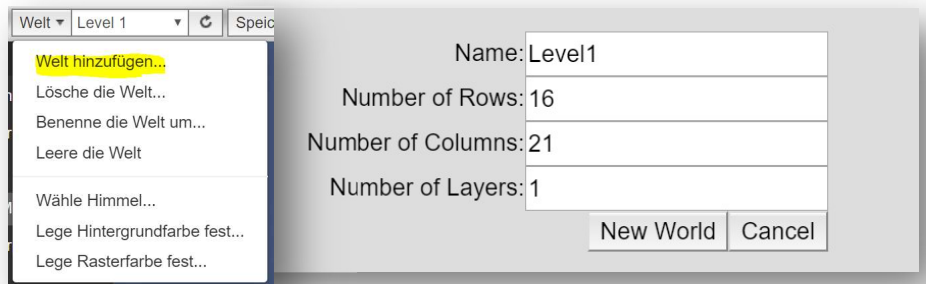 Welt Level 1 Speic
Welt hinzufügen...
Lösche die Welt...
Benenne die Welt um...
Leere die Welt
Wähle Himmel...
Lege Hintergrundfarbe fest...
Lege Rasterfarbe fest...
Name: Level1
Number of Rows: 16
Number of Columns: 21
Number of Layers: 1
New World Cancel